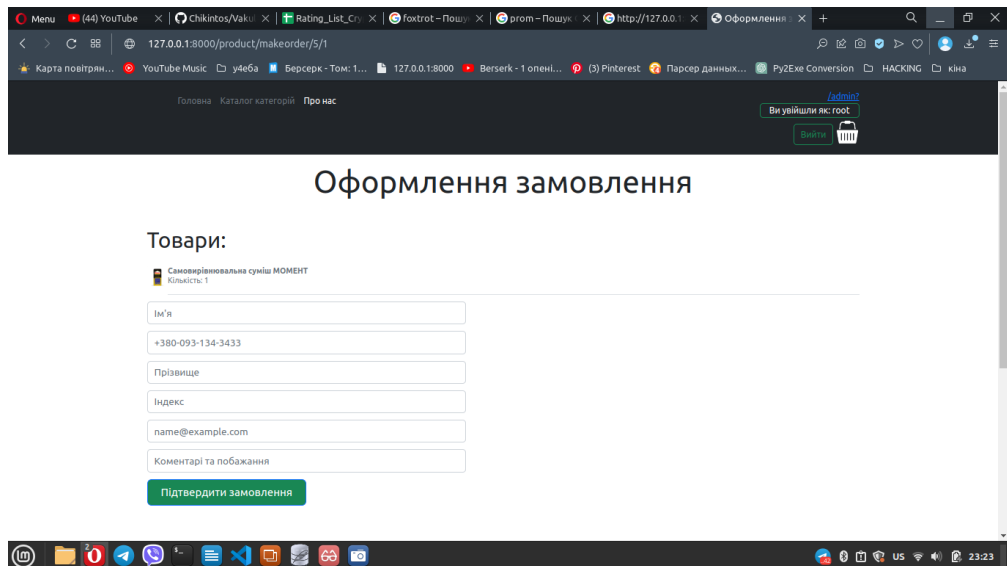 Menu
(44) YouTube
Chikintos/Vakul
Rating_List_Cry
foxtrot – Пошу
prom – Пошук
http://127.0.0.1
Оформлення з
127.0.0.1:8000/product/makeorder/5/1
Карта повітрян...
YouTube Music
учеба
Берсерк - Том: 1...
127.0.0.1:8000
Berserk - 1 опені...
(3) Pinterest
Парсер данных...
Py2Exe Conversion
HACKING
кіна
Головна Каталог категорій Про нас
/admin?
Ви увійшли як: root
Вийти
Оформлення замовлення
Товари:
Самовирівнювальна суміш МОМЕНТ
Кількість: 1
Ім'я
+380-093-134-3433
Прізвище
Індекс
name@example.com
Коментарі та побажання
Підтвердити замовлення
2
us
23:23